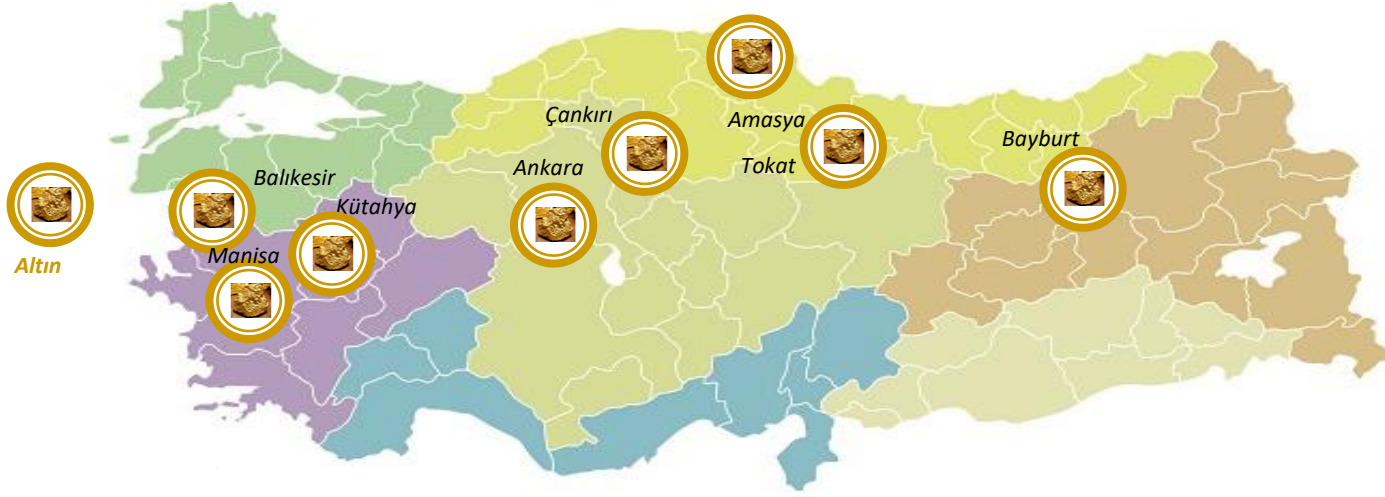 Çankırı
Amasya
Bayburt
Tokat
Ankara
Balıkesir
Kütahya
Manisa
Altın